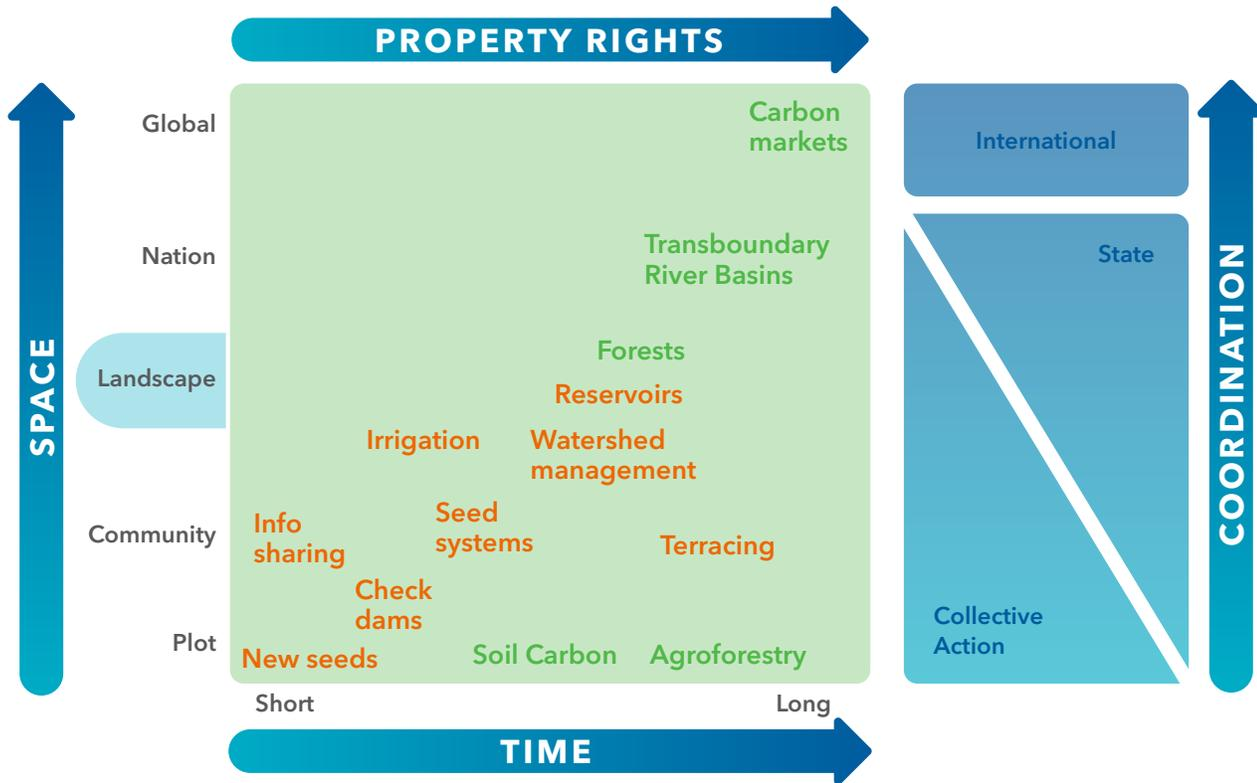 PROPERTY RIGHTS
SPACE
Global
Nation
Landscape
Community
Plot
Carbon
markets
Transboundary
River Basins
Forests
Reservoirs
Irrigation
Watershed
management
Info
sharing
Seed
systems
Terracing
Check
dams
New seeds
Soil Carbon
Agroforestry
Short
Long
TIME
International
State
Collective
Action
COORDINATION